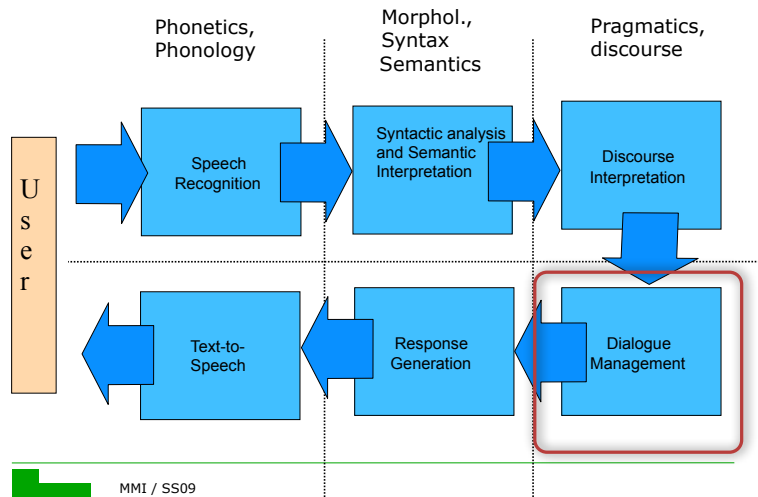 Phonetics,
Phonology
Morphol.,
Syntax
Semantics
Pragmatics,
discourse
User
Speech
Recognition
Syntactic analysis
and Semantic
Interpretation
Discourse
Interpretation
Text-to-
Speech
Response
Generation
Dialogue
Management
MMI / SS09